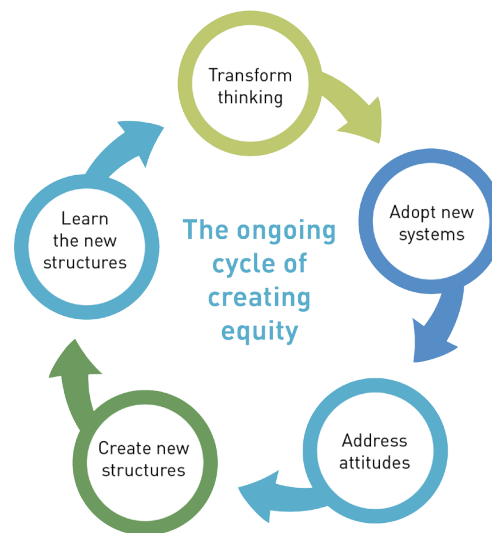 Transform
thinking
Adopt new
systems
Address
attitudes
Create new
structures
Learn
the new
structures
The ongoing
cycle of
creating
equity